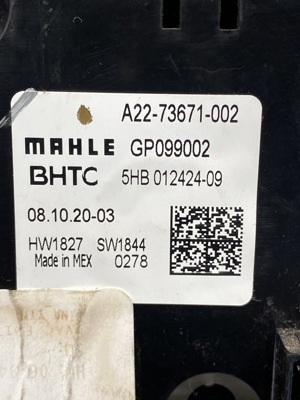 A22-73671-002
MAHLE GP099002
BHTC 5HB 012424-09
08.10.20-03
HW1827 SW1844
Made in MEX 0278